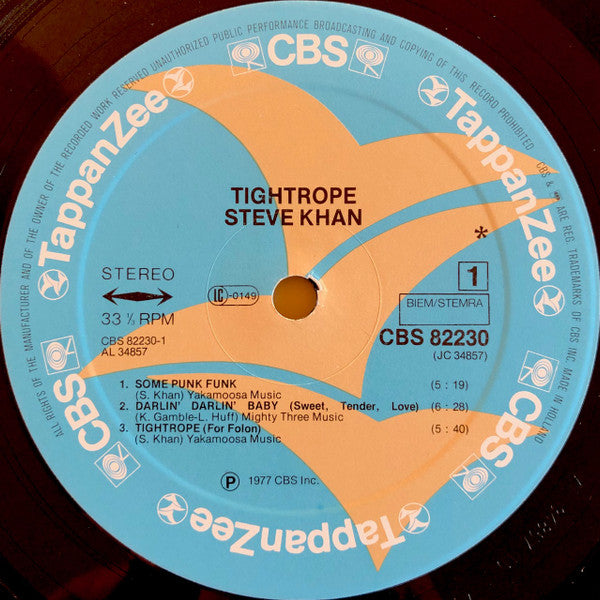 ALL RIGHTS OF THE MANUFACTURER AND OF THE OWNER OF THE RECORDED WORK RESERVED UNAUTHORIZED PUBLIC PERFORMANCE BROADCASTING AND COPYING OF THIS RECORD PROHIBITED
CBS & ARE REG. TRADEMARKS OF CBS INC. MADE IN HOLLAND
CBS
TappanZee
TappanZee
TIGHTROPE
STEVE KHAN
*
STEREO
33 ⅓ RPM
CBS 82230-1
AL 34857
IC -0149
1
BIEM/STEMRA
CBS 82230
(JC 34857)
1. SOME PUNK FUNK (5 : 19)
(S. Khan) Yakamoosa Music
2. DARLIN' DARLIN' BABY (Sweet, Tender, Love) (6 : 28)
(K. Gamble-L. Huff) Mighty Three Music
3. TIGHTROPE (For Folon) (5 : 40)
(S. Khan) Yakamoosa Music
℗ 1977 CBS Inc.
CBS
CBS
TappanZee
TappanZee
TappanZee